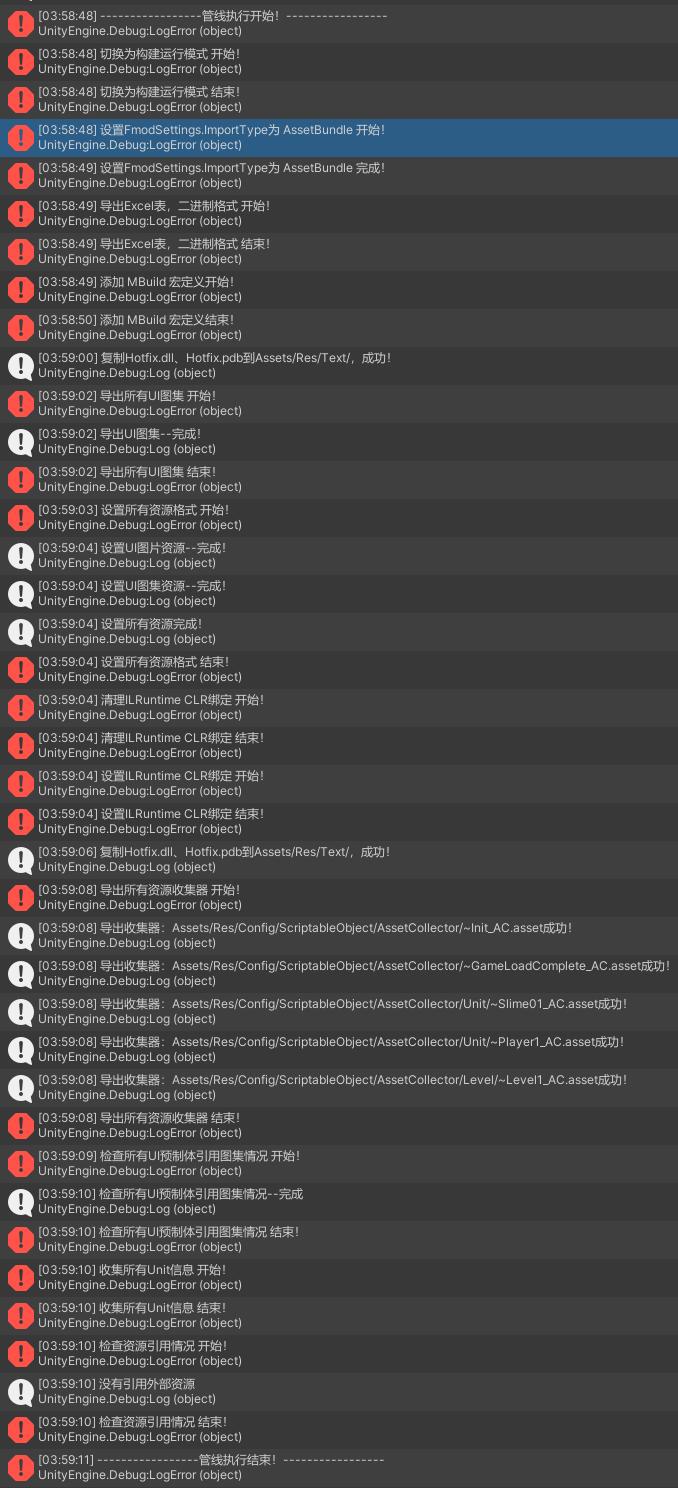 [03:58:48] -----------------管线执行开始！-----------------
UnityEngine.Debug:LogError (object)
[03:58:48] 切换为构建运行模式 开始！
UnityEngine.Debug:LogError (object)
[03:58:48] 切换为构建运行模式 结束！
UnityEngine.Debug:LogError (object)
[03:58:48] 设置FmodSettings.ImportType为 AssetBundle 开始！
UnityEngine.Debug:LogError (object)
[03:58:49] 设置FmodSettings.ImportType为 AssetBundle 完成！
UnityEngine.Debug:LogError (object)
[03:58:49] 导出Excel表，二进制格式 开始！
UnityEngine.Debug:LogError (object)
[03:58:49] 导出Excel表，二进制格式 结束！
UnityEngine.Debug:LogError (object)
[03:58:49] 添加 MBuild 宏定义开始！
UnityEngine.Debug:LogError (object)
[03:58:50] 添加 MBuild 宏定义结束！
UnityEngine.Debug:LogError (object)
[03:59:00] 复制Hotfix.dll、Hotfix.pdb到Assets/Res/Text/，成功！
UnityEngine.Debug:Log (object)
[03:59:02] 导出所有UI图集 开始！
UnityEngine.Debug:LogError (object)
[03:59:02] 导出UI图集--完成！
UnityEngine.Debug:Log (object)
[03:59:02] 导出所有UI图集 结束！
UnityEngine.Debug:LogError (object)
[03:59:03] 设置所有资源格式 开始！
UnityEngine.Debug:LogError (object)
[03:59:04] 设置UI图片资源--完成！
UnityEngine.Debug:Log (object)
[03:59:04] 设置UI图集资源--完成！
UnityEngine.Debug:Log (object)
[03:59:04] 设置所有资源完成！
UnityEngine.Debug:Log (object)
[03:59:04] 设置所有资源格式 结束！
UnityEngine.Debug:LogError (object)
[03:59:04] 清理ILRuntime CLR绑定 开始！
UnityEngine.Debug:LogError (object)
[03:59:04] 清理ILRuntime CLR绑定 结束！
UnityEngine.Debug:LogError (object)
[03:59:04] 设置ILRuntime CLR绑定 开始！
UnityEngine.Debug:LogError (object)
[03:59:04] 设置ILRuntime CLR绑定 结束！
UnityEngine.Debug:LogError (object)
[03:59:06] 复制Hotfix.dll、Hotfix.pdb到Assets/Res/Text/，成功！
UnityEngine.Debug:Log (object)
[03:59:08] 导出所有资源收集器 开始！
UnityEngine.Debug:LogError (object)
[03:59:08] 导出收集器：Assets/Res/Config/ScriptableObject/AssetCollector/~Init_AC.asset成功！
UnityEngine.Debug:Log (object)
[03:59:08] 导出收集器：Assets/Res/Config/ScriptableObject/AssetCollector/~GameLoadComplete_AC.asset成功！
UnityEngine.Debug:Log (object)
[03:59:08] 导出收集器：Assets/Res/Config/ScriptableObject/AssetCollector/Unit/~Slime01_AC.asset成功！
UnityEngine.Debug:Log (object)
[03:59:08] 导出收集器：Assets/Res/Config/ScriptableObject/AssetCollector/Unit/~Player1_AC.asset成功！
UnityEngine.Debug:Log (object)
[03:59:08] 导出收集器：Assets/Res/Config/ScriptableObject/AssetCollector/Level/~Level1_AC.asset成功！
UnityEngine.Debug:Log (object)
[03:59:08] 导出所有资源收集器 结束！
UnityEngine.Debug:LogError (object)
[03:59:09] 检查所有UI预制体引用图集情况 开始！
UnityEngine.Debug:LogError (object)
[03:59:10] 检查所有UI预制体引用图集情况--完成
UnityEngine.Debug:Log (object)
[03:59:10] 检查所有UI预制体引用图集情况 结束！
UnityEngine.Debug:LogError (object)
[03:59:10] 收集所有Unit信息 开始！
UnityEngine.Debug:LogError (object)
[03:59:10] 收集所有Unit信息 结束！
UnityEngine.Debug:LogError (object)
[03:59:10] 检查资源引用情况 开始！
UnityEngine.Debug:LogError (object)
[03:59:10] 没有引用外部资源
UnityEngine.Debug:Log (object)
[03:59:10] 检查资源引用情况 结束！
UnityEngine.Debug:LogError (object)
[03:59:11] -----------------管线执行结束！-----------------
UnityEngine.Debug:LogError (object)